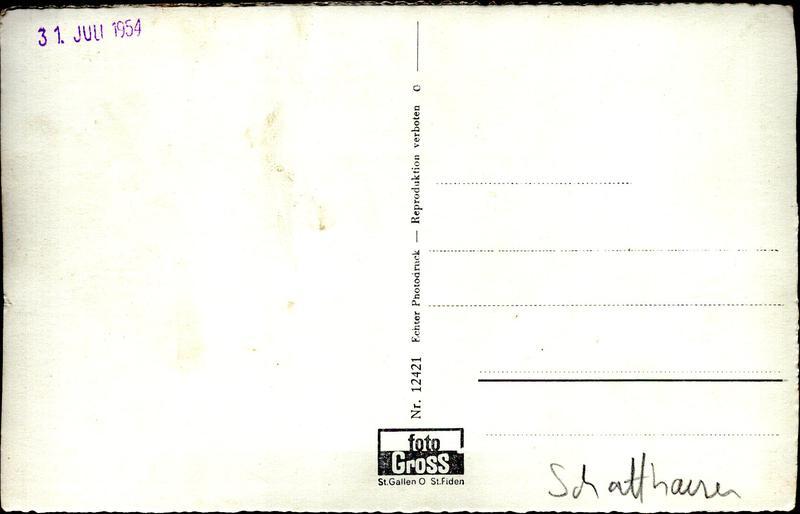 31. JULI 1954
Nr. 12421 Echter Photodruck — Reproduktion verboten O
foto
Gross
St.Gallen O St.Fiden
Schaffhausen